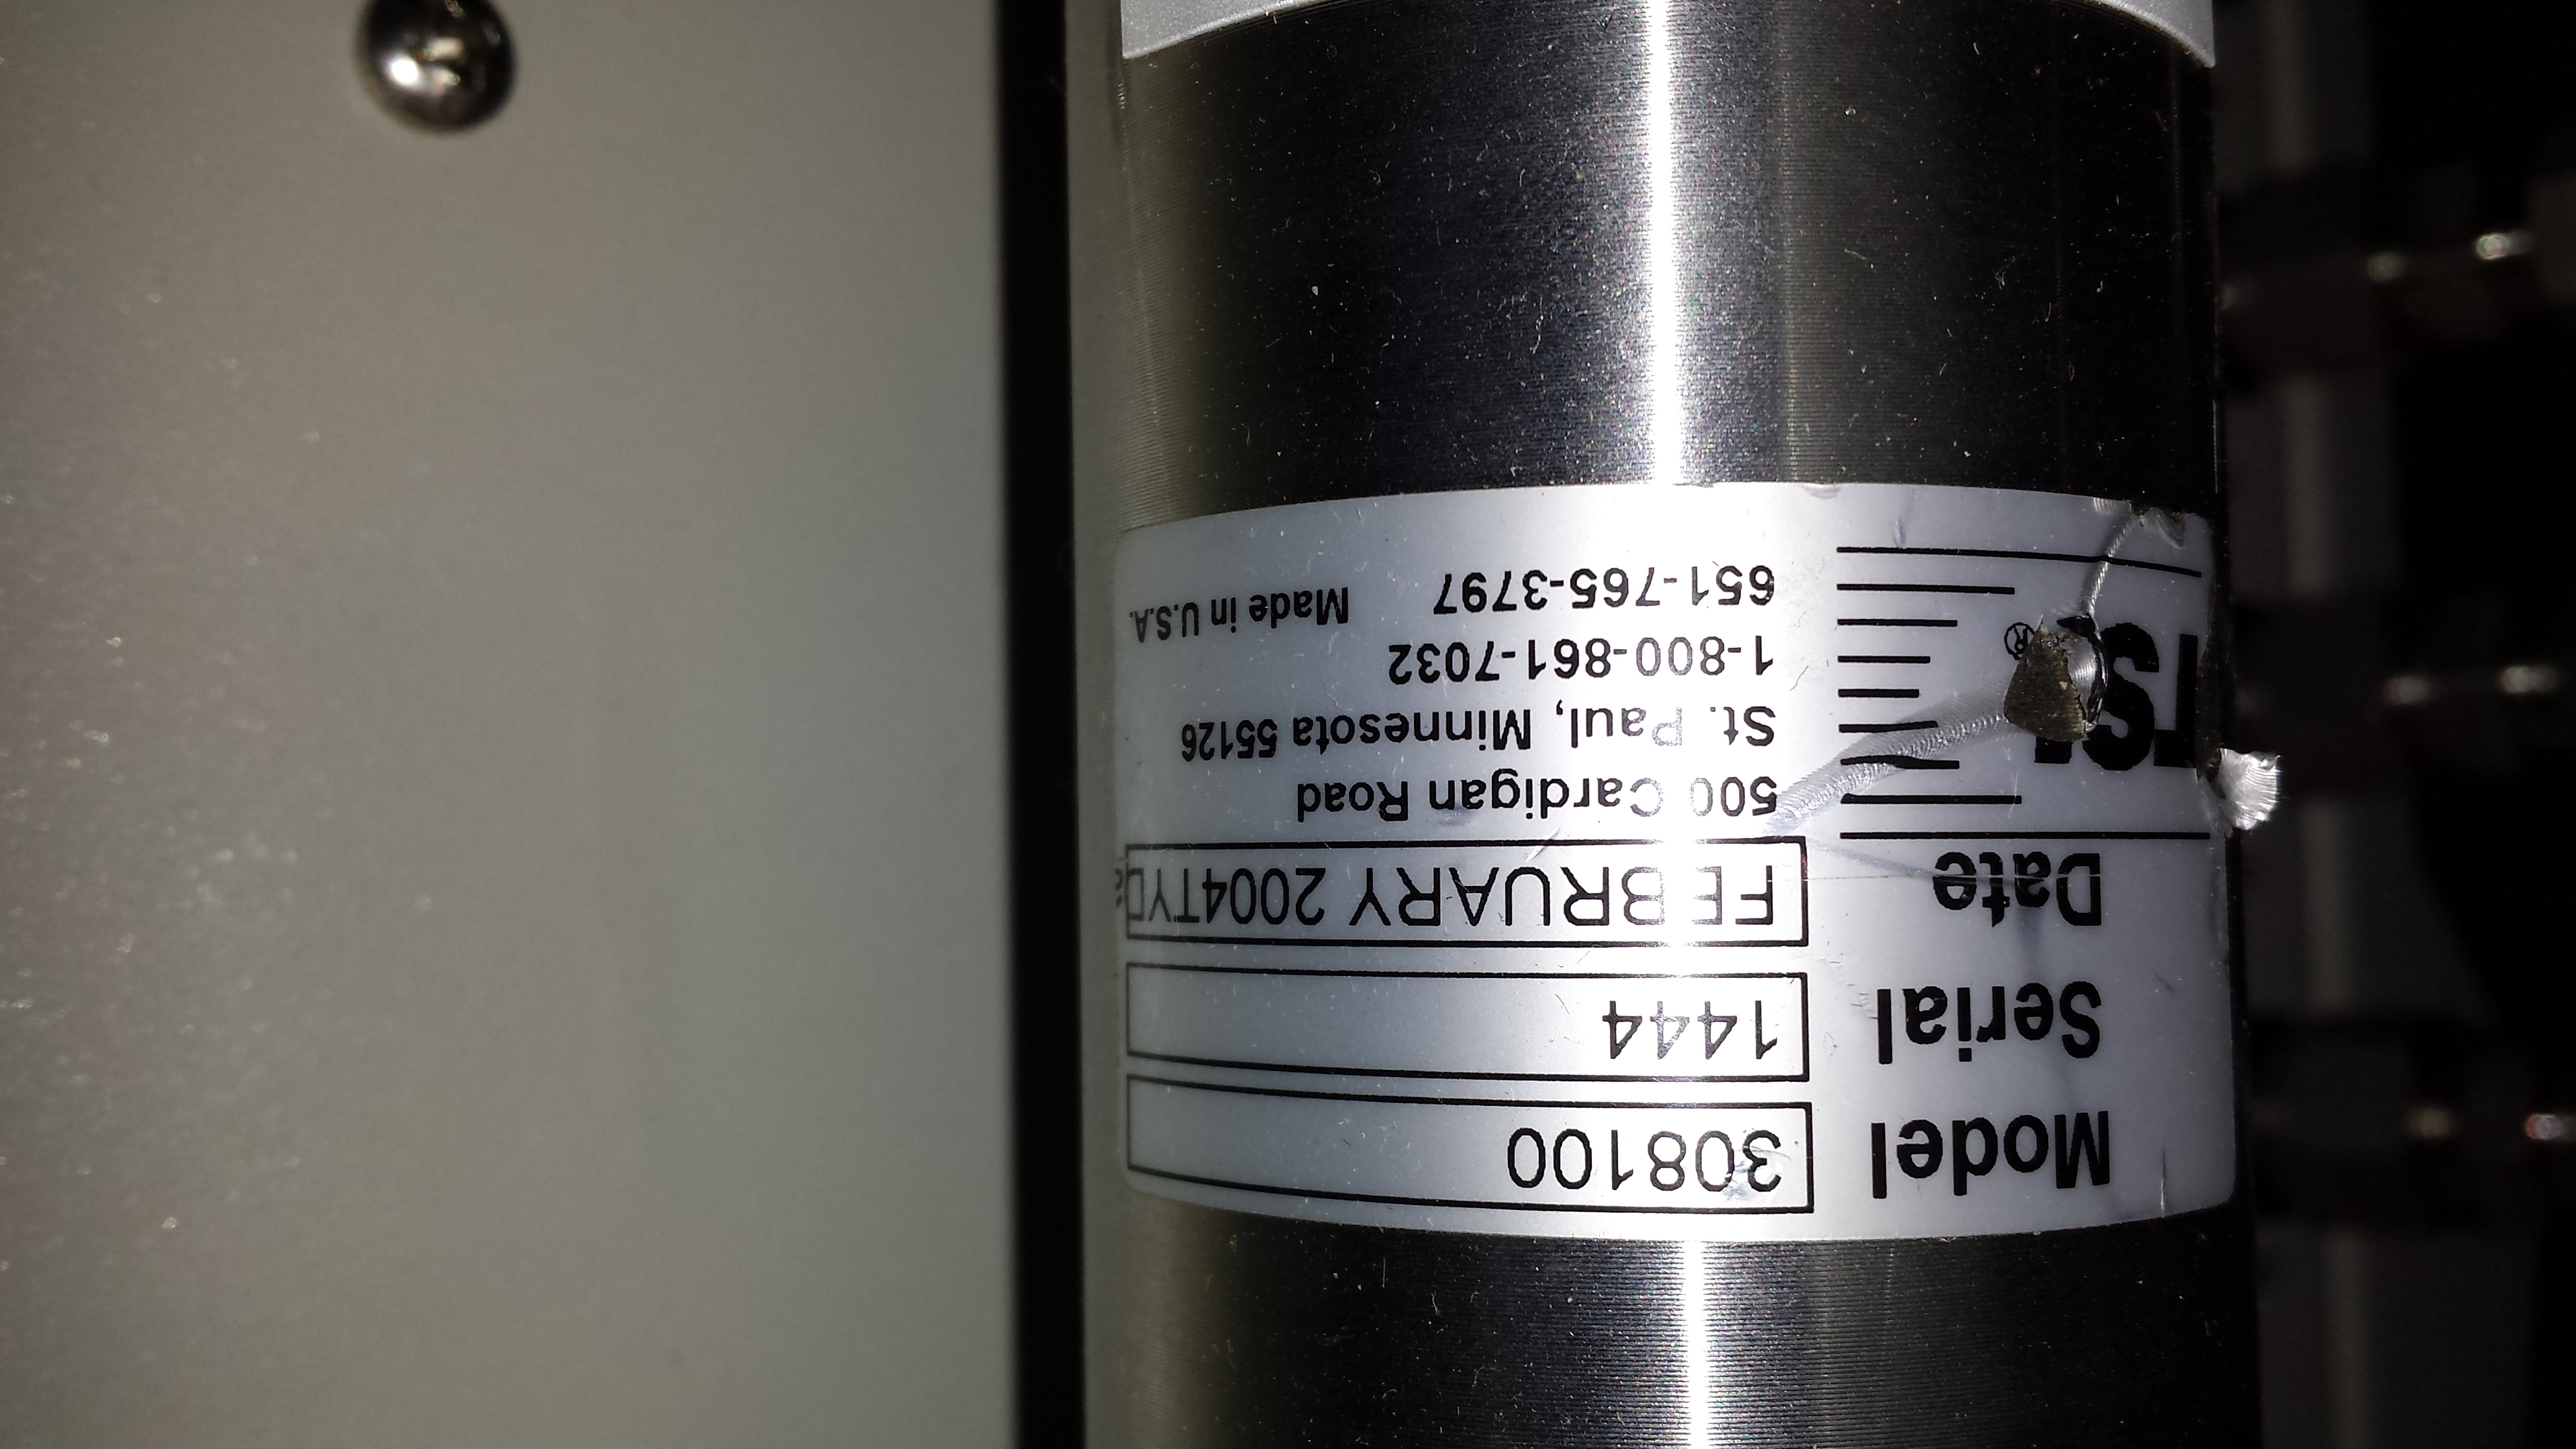 Model 308100
Serial 1444
Date FEBRUARY 2004TYD
TSI®
500 Cardigan Road
St. Paul, Minnesota 55126
1-800-861-7032
651-765-3797 Made in U.S.A.